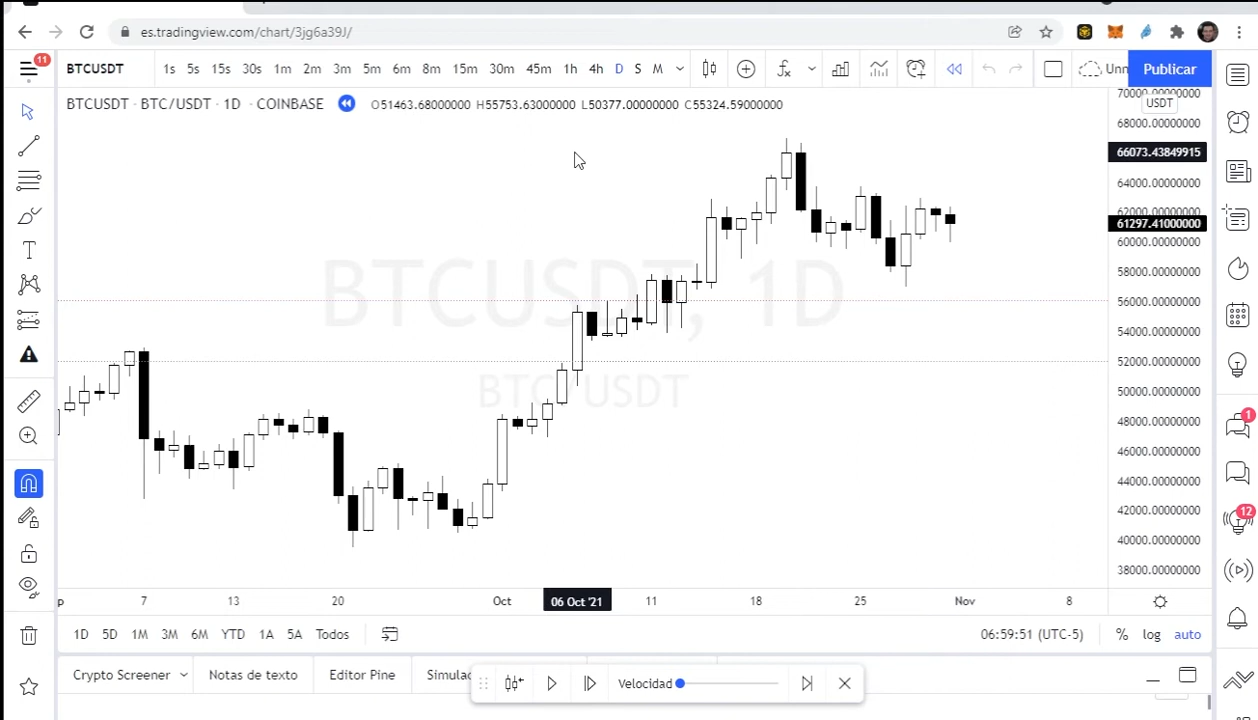 es.tradingview.com/chart/3jg6a39J/
11
BTCUSDT 1s 5s 15s 30s 1m 2m 3m 5m 6m 8m 15m 30m 45m 1h 4h D S M Unn Publicar
BTCUSDT · BTC/USDT · 1D · COINBASE O51463.68000000 H55753.63000000 L50377.00000000 C55324.59000000
70000.00000000
USDT
68000.00000000
66073.43849915
64000.00000000
62000.00000000
61297.41000000
60000.00000000
58000.00000000
56000.00000000
54000.00000000
52000.00000000
50000.00000000
48000.00000000
46000.00000000
44000.00000000
42000.00000000
40000.00000000
38000.00000000
BTCUSDT, 1D
BTC/USDT
1
12
7 13 20 Oct 06 Oct '21 11 18 25 Nov 8
1D 5D 1M 3M 6M YTD 1A 5A Todos 06:59:51 (UTC-5) % log auto
Crypto Screener Notas de texto Editor Pine Simulac Velocidad